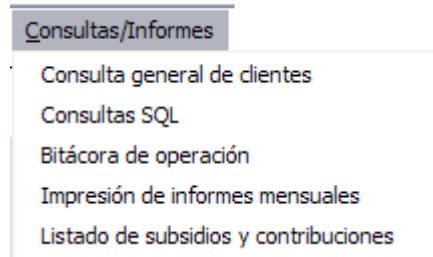 Consultas/Informes
Consulta general de clientes
Consultas SQL
Bitácora de operación
Impresión de informes mensuales
Listado de subsidios y contribuciones